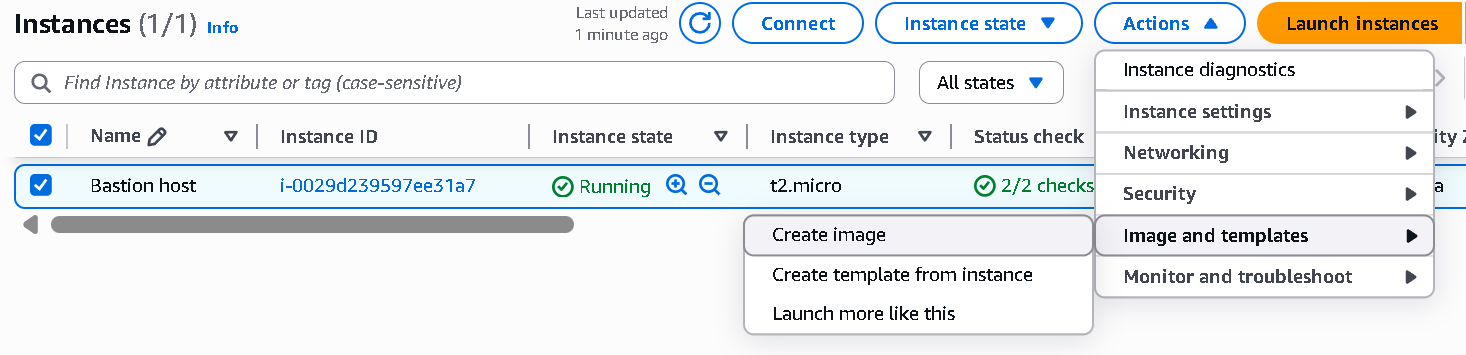 Instances (1/1) Info
Last updated
1 minute ago
Connect
Instance state
Actions
Launch instances
Find Instance by attribute or tag (case-sensitive)
All states
Instance diagnostics
Instance settings
Networking
Security
Image and templates
Monitor and troubleshoot
Name Instance ID Instance state Instance type Status check ity Z
Bastion host i-0029d239597ee31a7 Running t2.micro 2/2 checks a
Create image
Create template from instance
Launch more like this